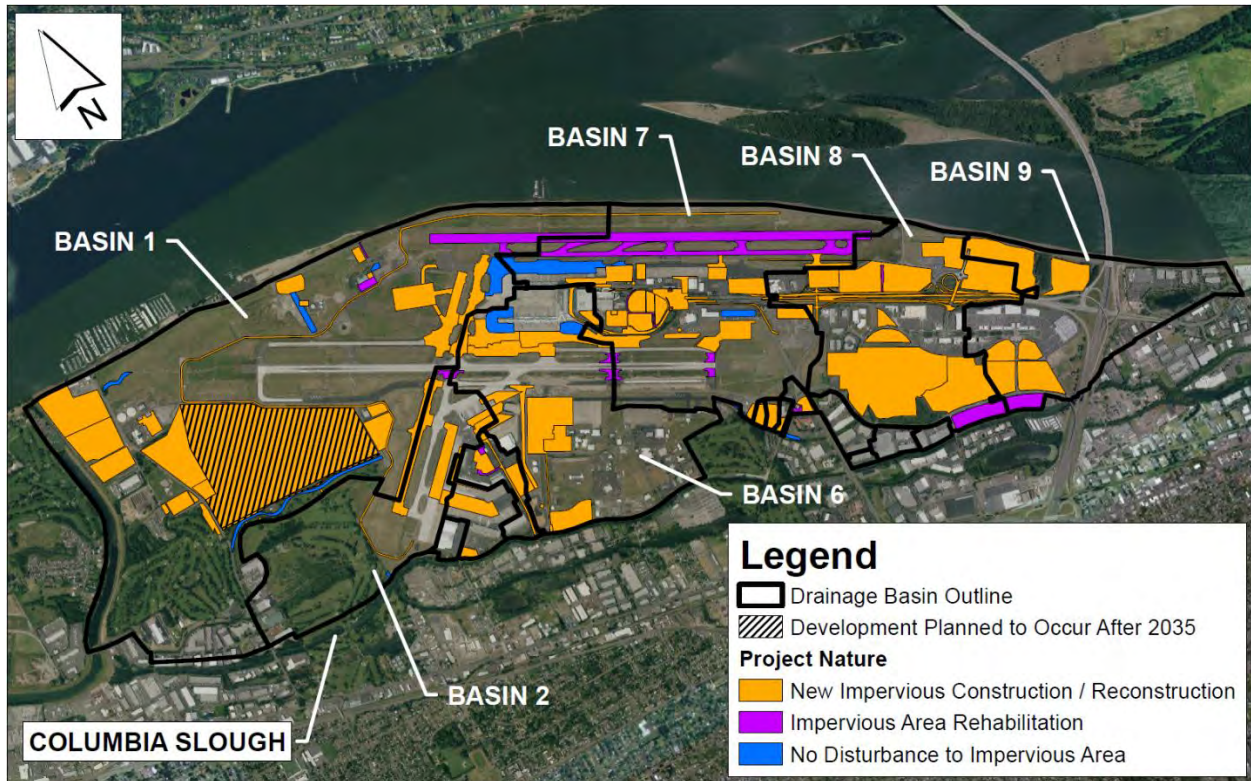 N
BASIN 7
BASIN 8
BASIN 9
BASIN 1
BASIN 6
BASIN 2
COLUMBIA SLOUGH
Legend
Drainage Basin Outline
Development Planned to Occur After 2035
Project Nature
New Impervious Construction / Reconstruction
Impervious Area Rehabilitation
No Disturbance to Impervious Area